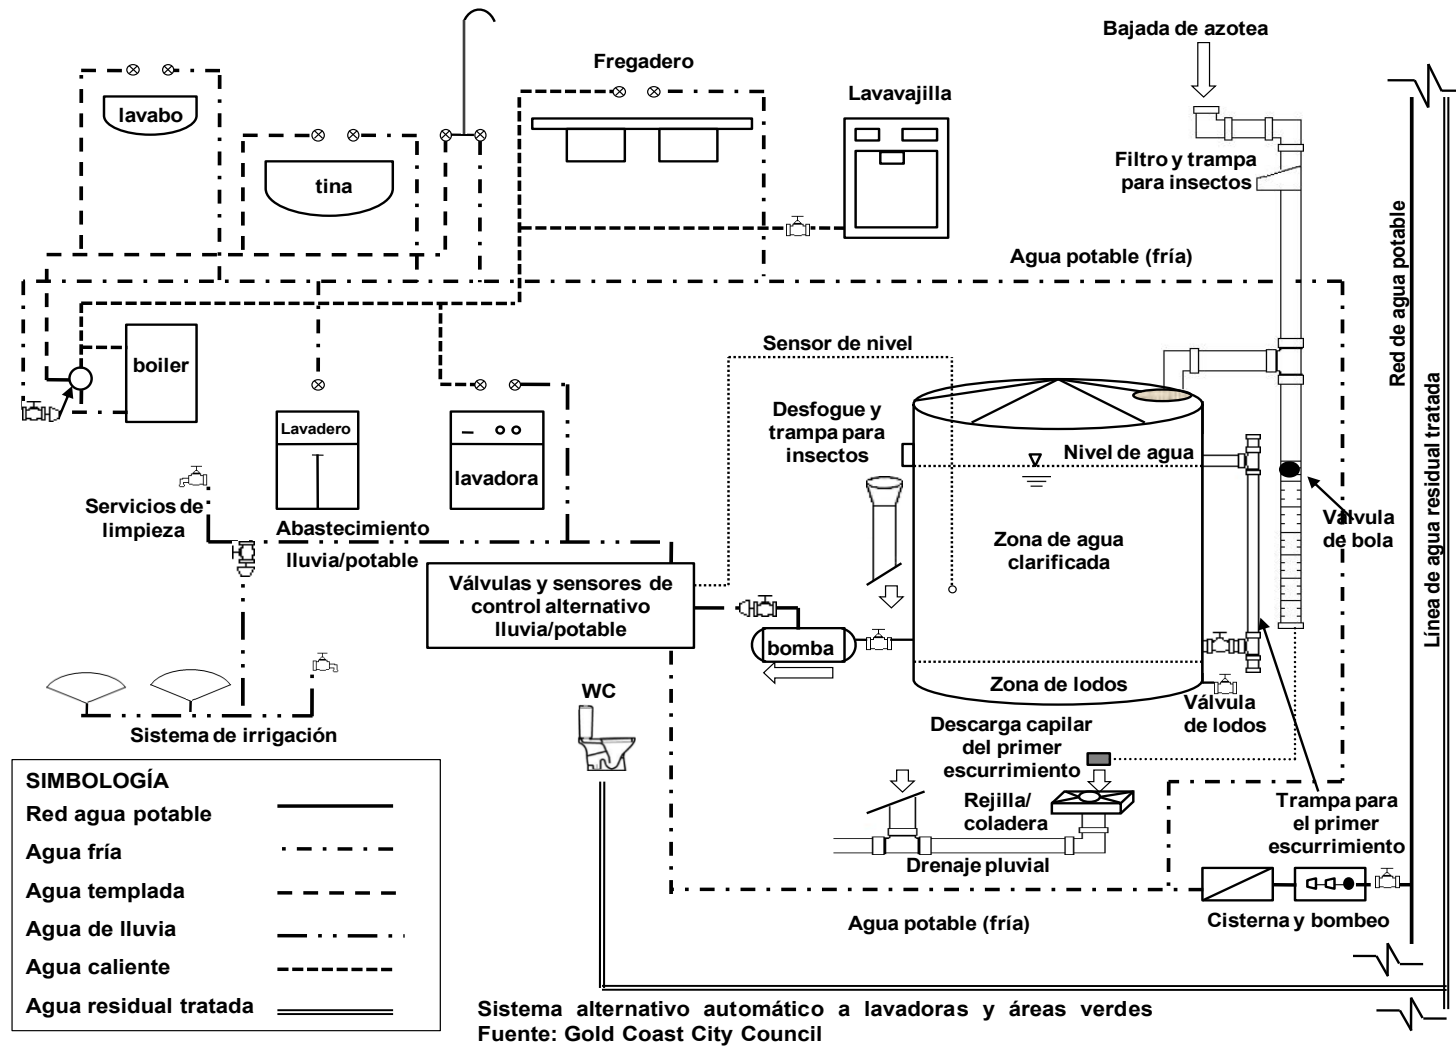 Bajada de azotea
Fregadero
Lavavajilla
lavabo
tina
Filtro y trampa
para insectos
Agua potable (fría)
Red de agua potable
Línea de agua residual tratada
boiler
Sensor de nivel
Lavadero
lavadora
Desfogue y
trampa para
insectos
Nivel de agua
Servicios de
limpieza
Abastecimiento
lluvia/potable
Válvula
de bola
Zona de agua
clarificada
Válvulas y sensores de
control alternativo
lluvia/potable
bomba
Zona de lodos
WC
Válvula
de lodos
Sistema de irrigación
Descarga capilar
del primer
escurrimiento
Rejilla/
coladera
Trampa para
el primer
escurrimiento
Drenaje pluvial
Agua potable (fría)
Cisterna y bombeo
SIMBOLOGÍA
Red agua potable
Agua fría
Agua templada
Agua de lluvia
Agua caliente
Agua residual tratada
Sistema alternativo automático a lavadoras y áreas verdes
Fuente: Gold Coast City Council